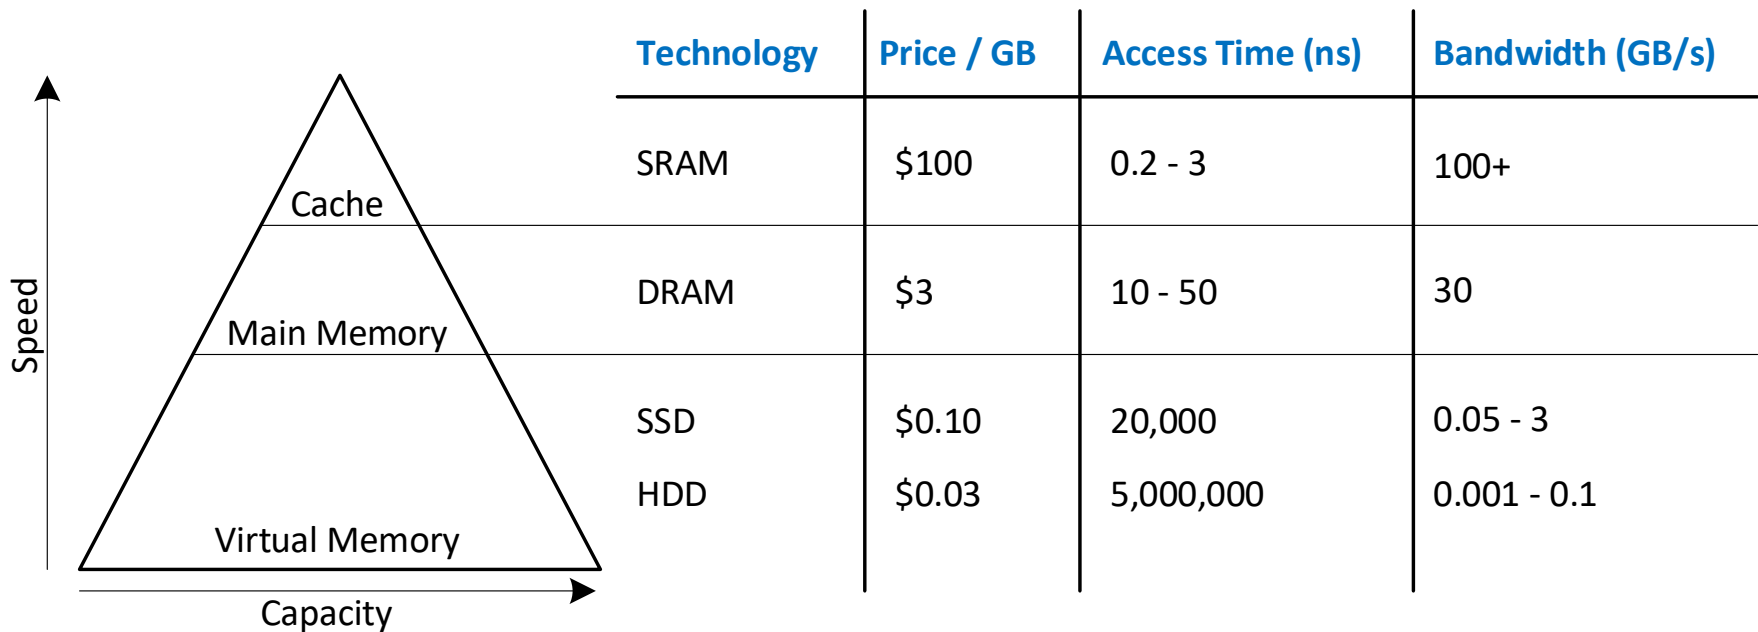 Technology Price / GB Access Time (ns) Bandwidth (GB/s)
SRAM $100 0.2 - 3 100+
Cache
DRAM $3 10 - 50 30
Main Memory
SSD $0.10 20,000 0.05 - 3
HDD $0.03 5,000,000 0.001 - 0.1
Virtual Memory
Speed
Capacity